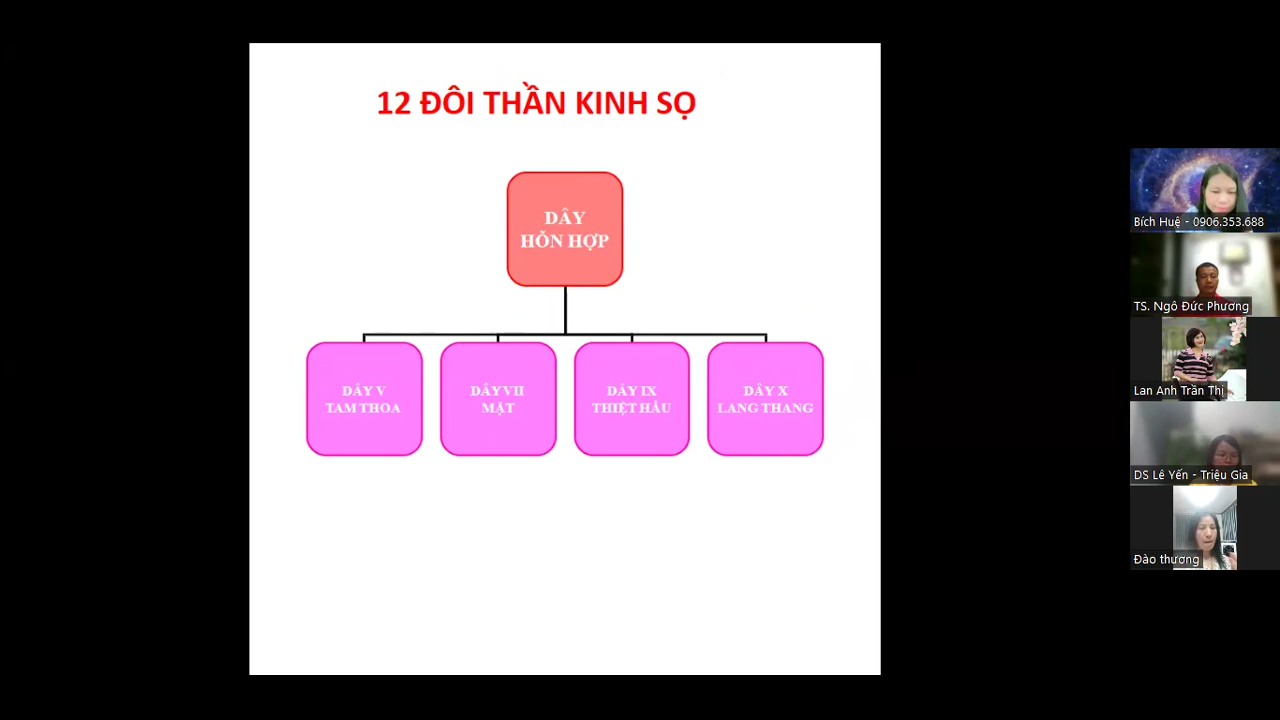 12 ĐÔI THẦN KINH SỌ
DÂY
HỖN HỢP
DÂY V
TAM THOA
DÂY VII
MẶT
DÂY IX
THIỆT HẦU
DÂY X
LANG THANG
Bích Huệ - 0906.353.688
TS. Ngô Đức Phương
Lan Anh Trần Thị
DS Lê Yến - Triệu Gia
Đào thương